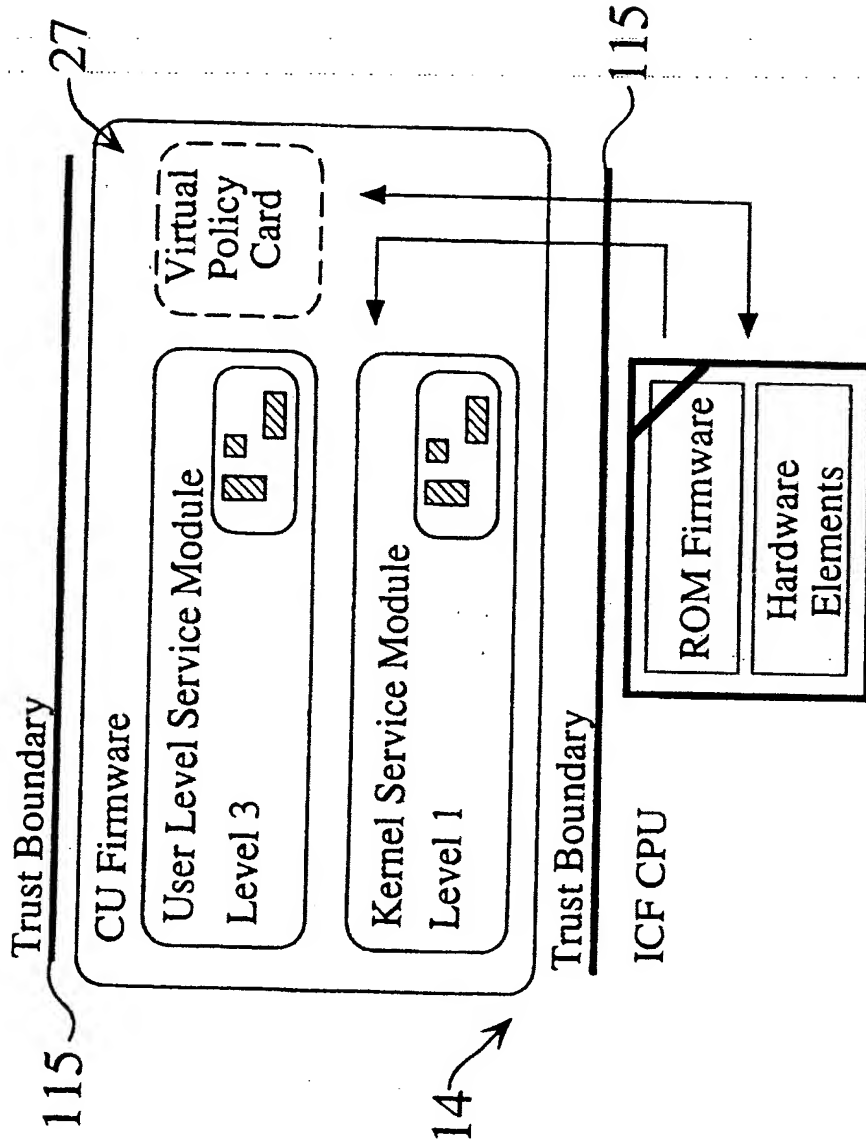 Trust Boundary
115
27
CU Firmware
User Level Service Module
Level 3
Virtual
Policy
Card
Kernel Service Module
Level 1
14
Trust Boundary
115
ICF CPU
ROM Firmware
Hardware
Elements